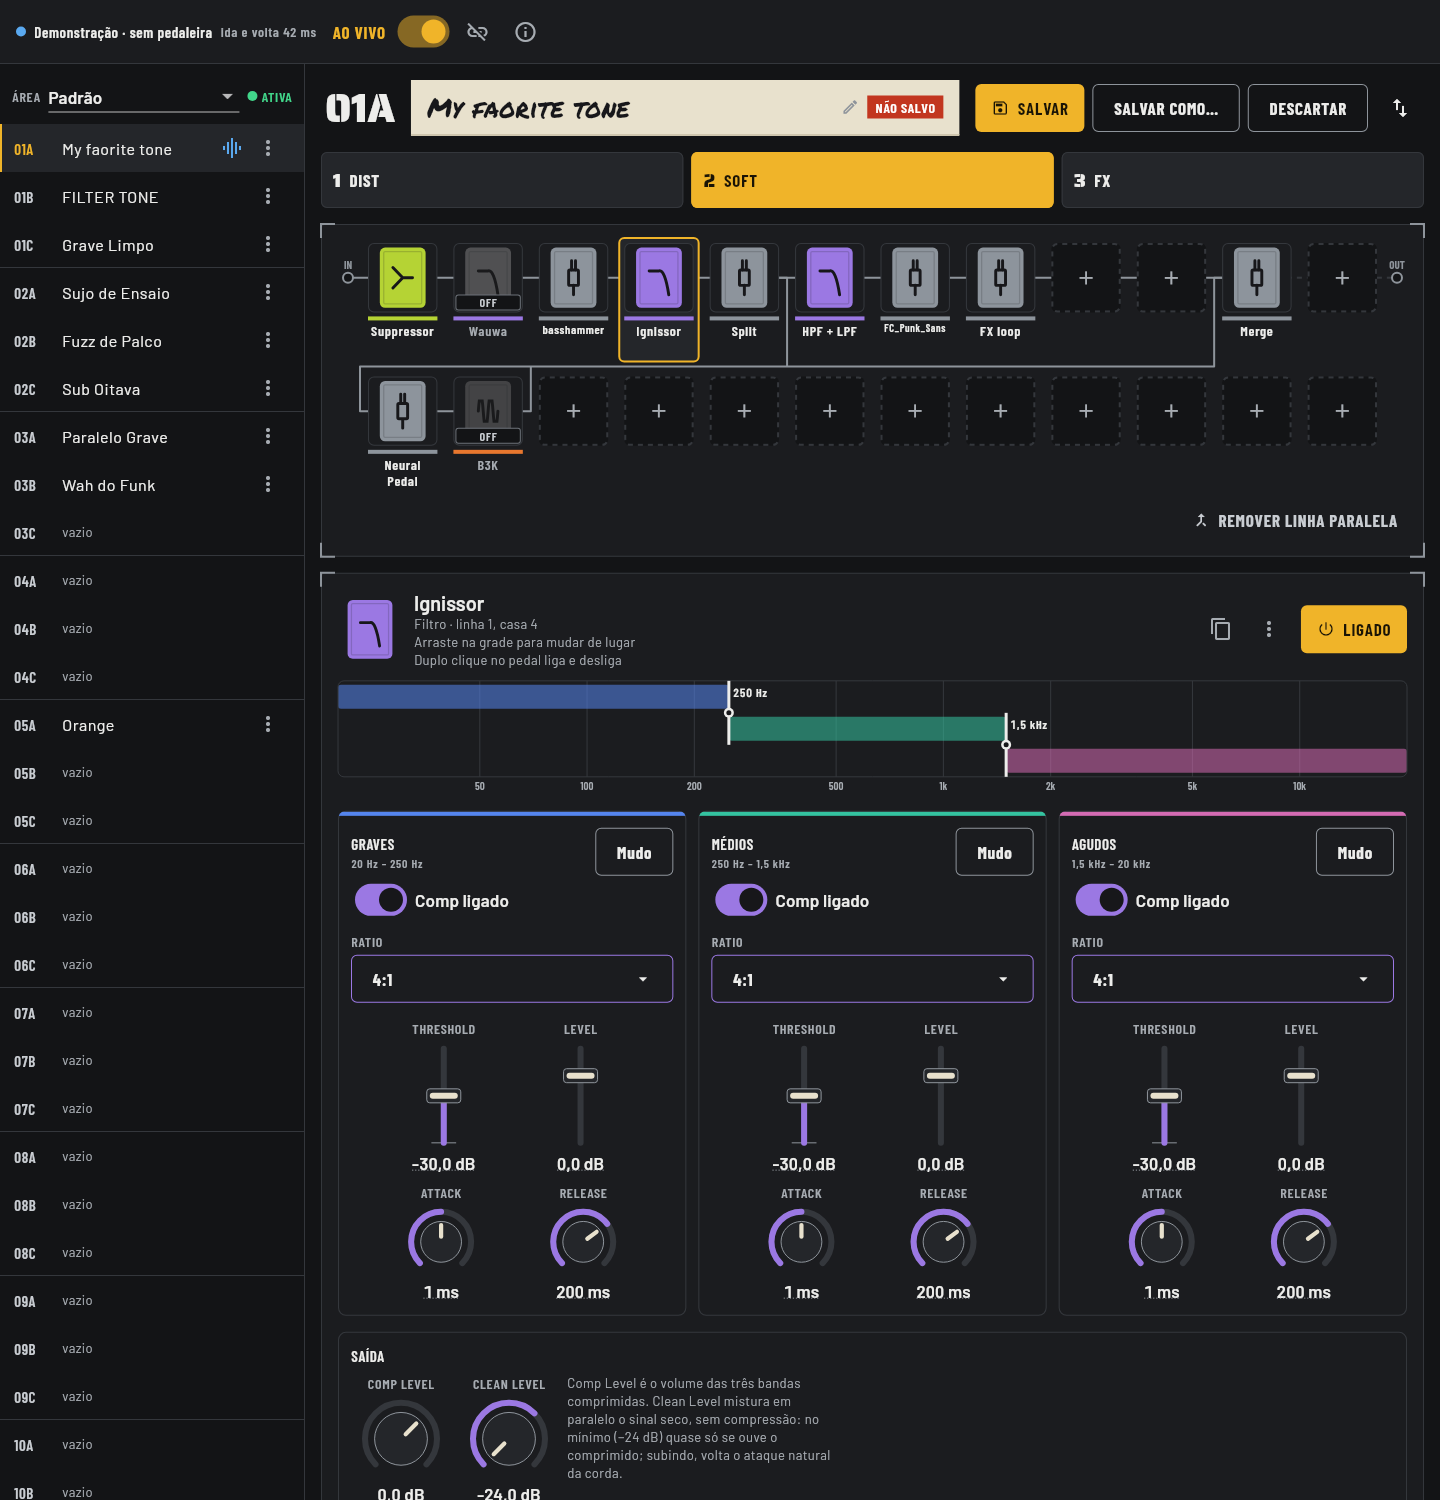 Demonstração · sem pedaleira Ida e volta 42 ms AO VIVO
ÁREA Padrão ATIVA
01A My faorite tone
01B FILTER TONE
01C Grave Limpo
02A Sujo de Ensaio
02B Fuzz de Palco
02C Sub Oitava
03A Paralelo Grave
03B Wah do Funk
03C vazio
04A vazio
04B vazio
04C vazio
05A Orange
05B vazio
05C vazio
06A vazio
06B vazio
06C vazio
07A vazio
07B vazio
07C vazio
08A vazio
08B vazio
08C vazio
09A vazio
09B vazio
09C vazio
10A vazio
10B vazio
01A My faorite tone NÃO SALVO SALVAR SALVAR COMO... DESCARTAR
1 DIST 2 SOFT 3 FX
IN OUT
OFF
Suppressor Wauwa basshammer Ignissor Split HPF + LPF FC_Punk_Sans FX loop Merge
OFF
Neural Pedal B3K
REMOVER LINHA PARALELA
Ignissor
Filtro · linha 1, casa 4
Arraste na grade para mudar de lugar
Duplo clique no pedal liga e desliga
LIGADO
250 Hz
1,5 kHz
50 100 200 500 1k 2k 5k 10k
GRAVES
20 Hz – 250 Hz
Mudo
Comp ligado
RATIO
4:1
THRESHOLD LEVEL
-30,0 dB 0,0 dB
ATTACK RELEASE
1 ms 200 ms
MÉDIOS
250 Hz – 1,5 kHz
Mudo
Comp ligado
RATIO
4:1
THRESHOLD LEVEL
-30,0 dB 0,0 dB
ATTACK RELEASE
1 ms 200 ms
AGUDOS
1,5 kHz – 20 kHz
Mudo
Comp ligado
RATIO
4:1
THRESHOLD LEVEL
-30,0 dB 0,0 dB
ATTACK RELEASE
1 ms 200 ms
SAÍDA
COMP LEVEL CLEAN LEVEL
0,0 dB -24,0 dB
Comp Level é o volume das três bandas
comprimidas. Clean Level mistura em
paralelo o sinal seco, sem compressão: no
mínimo (−24 dB) quase só se ouve o
comprimido; subindo, volta o ataque natural
da corda.